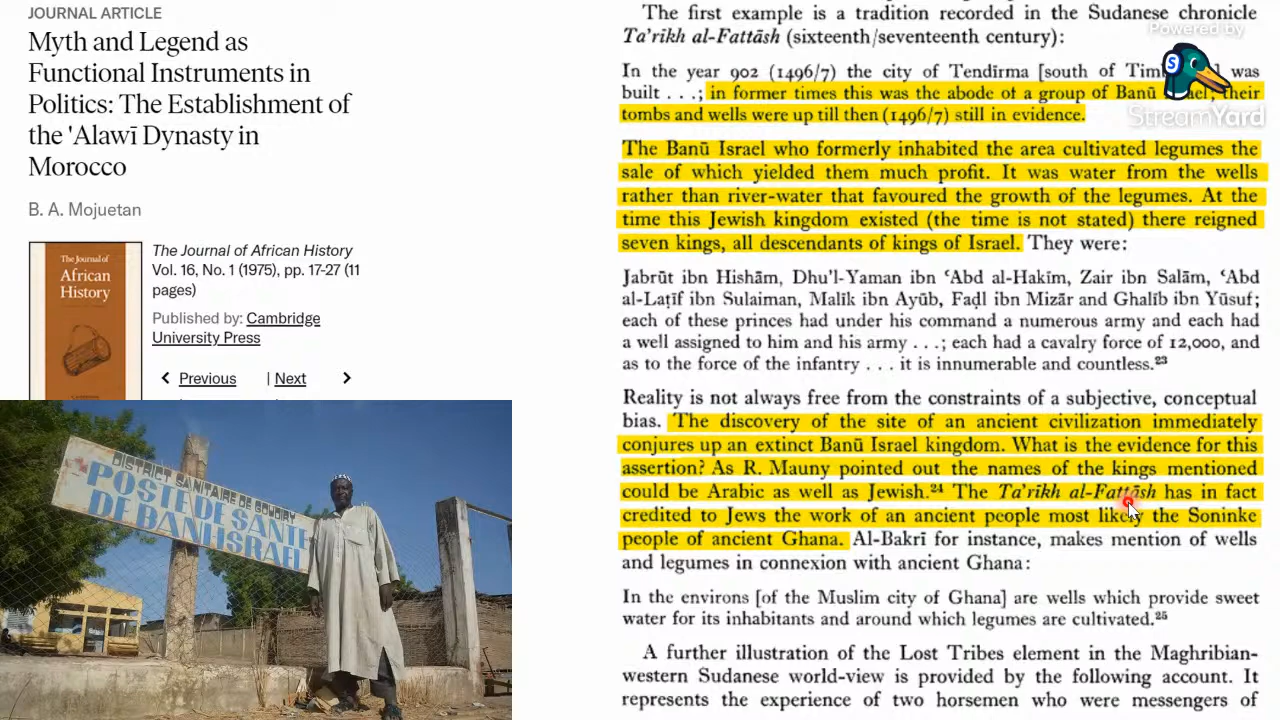 JOURNAL ARTICLE
Myth and Legend as
Functional Instruments in
Politics: The Establishment of
the 'Alawī Dynasty in
Morocco
B. A. Mojuetan
The Journal of
African
History
The Journal of African History
Vol. 16, No. 1 (1975), pp. 17-27 (11
pages)
Published by: Cambridge
University Press
Previous | Next
DISTRICT SANITAIRE DE GOUDIRY
POSTE DE SANTE
DE BANI-ISRAEL
The first example is a tradition recorded in the Sudanese chronicle
Ta'rīkh al-Fattāsh (sixteenth/seventeenth century):
In the year 902 (1496/7) the city of Tendīrma [south of was
built . . .; in former times this was the abode of a group of Banū their
tombs and wells were up till then (1496/7) still in evidence.
The Banū Israel who formerly inhabited the area cultivated legumes the
sale of which yielded them much profit. It was water from the wells
rather than river-water that favoured the growth of the legumes. At the
time this Jewish kingdom existed (the time is not stated) there reigned
seven kings, all descendants of kings of Israel. They were:
Jabrūt ibn Hishām, Dhu'l-Yaman ibn ʿAbd al-Hakīm, Zair ibn Salām, ʿAbd
al-Laṭīf ibn Sulaiman, Malīk ibn Ayūb, Faḍl ibn Mizār and Ghalīb ibn Yūsuf;
each of these princes had under his command a numerous army and each had
a well assigned to him and his army . . .; each had a cavalry force of 12,000, and
as to the force of the infantry . . . it is innumerable and countless.²³
Reality is not always free from the constraints of a subjective, conceptual
bias. The discovery of the site of an ancient civilization immediately
conjures up an extinct Banū Israel kingdom. What is the evidence for this
assertion? As R. Mauny pointed out the names of the kings mentioned
could be Arabic as well as Jewish.²⁴ The Ta'rīkh al-Fattāsh has in fact
credited to Jews the work of an ancient people most likely the Soninke
people of ancient Ghana. Al-Bakrī for instance, makes mention of wells
and legumes in connexion with ancient Ghana:
In the environs [of the Muslim city of Ghana] are wells which provide sweet
water for its inhabitants and around which legumes are cultivated.²⁵
A further illustration of the Lost Tribes element in the Maghribian-
western Sudanese world-view is provided by the following account. It
represents the experience of two horsemen who were messengers of
Powered by
S
StreamYard